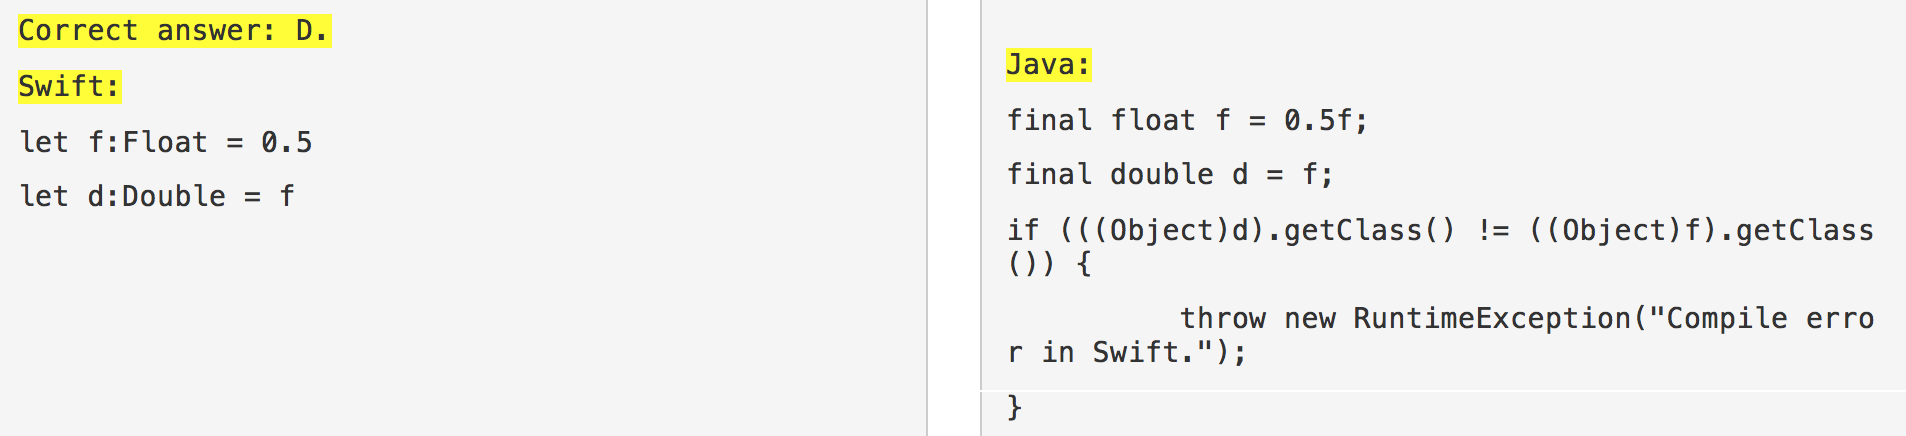 Correct answer: D.
Swift:
let f:Float = 0.5
let d:Double = f
Java:
final float f = 0.5f;
final double d = f;
if (((Object)d).getClass() != ((Object)f).getClass
()) {
throw new RuntimeException("Compile erro
r in Swift.");
}